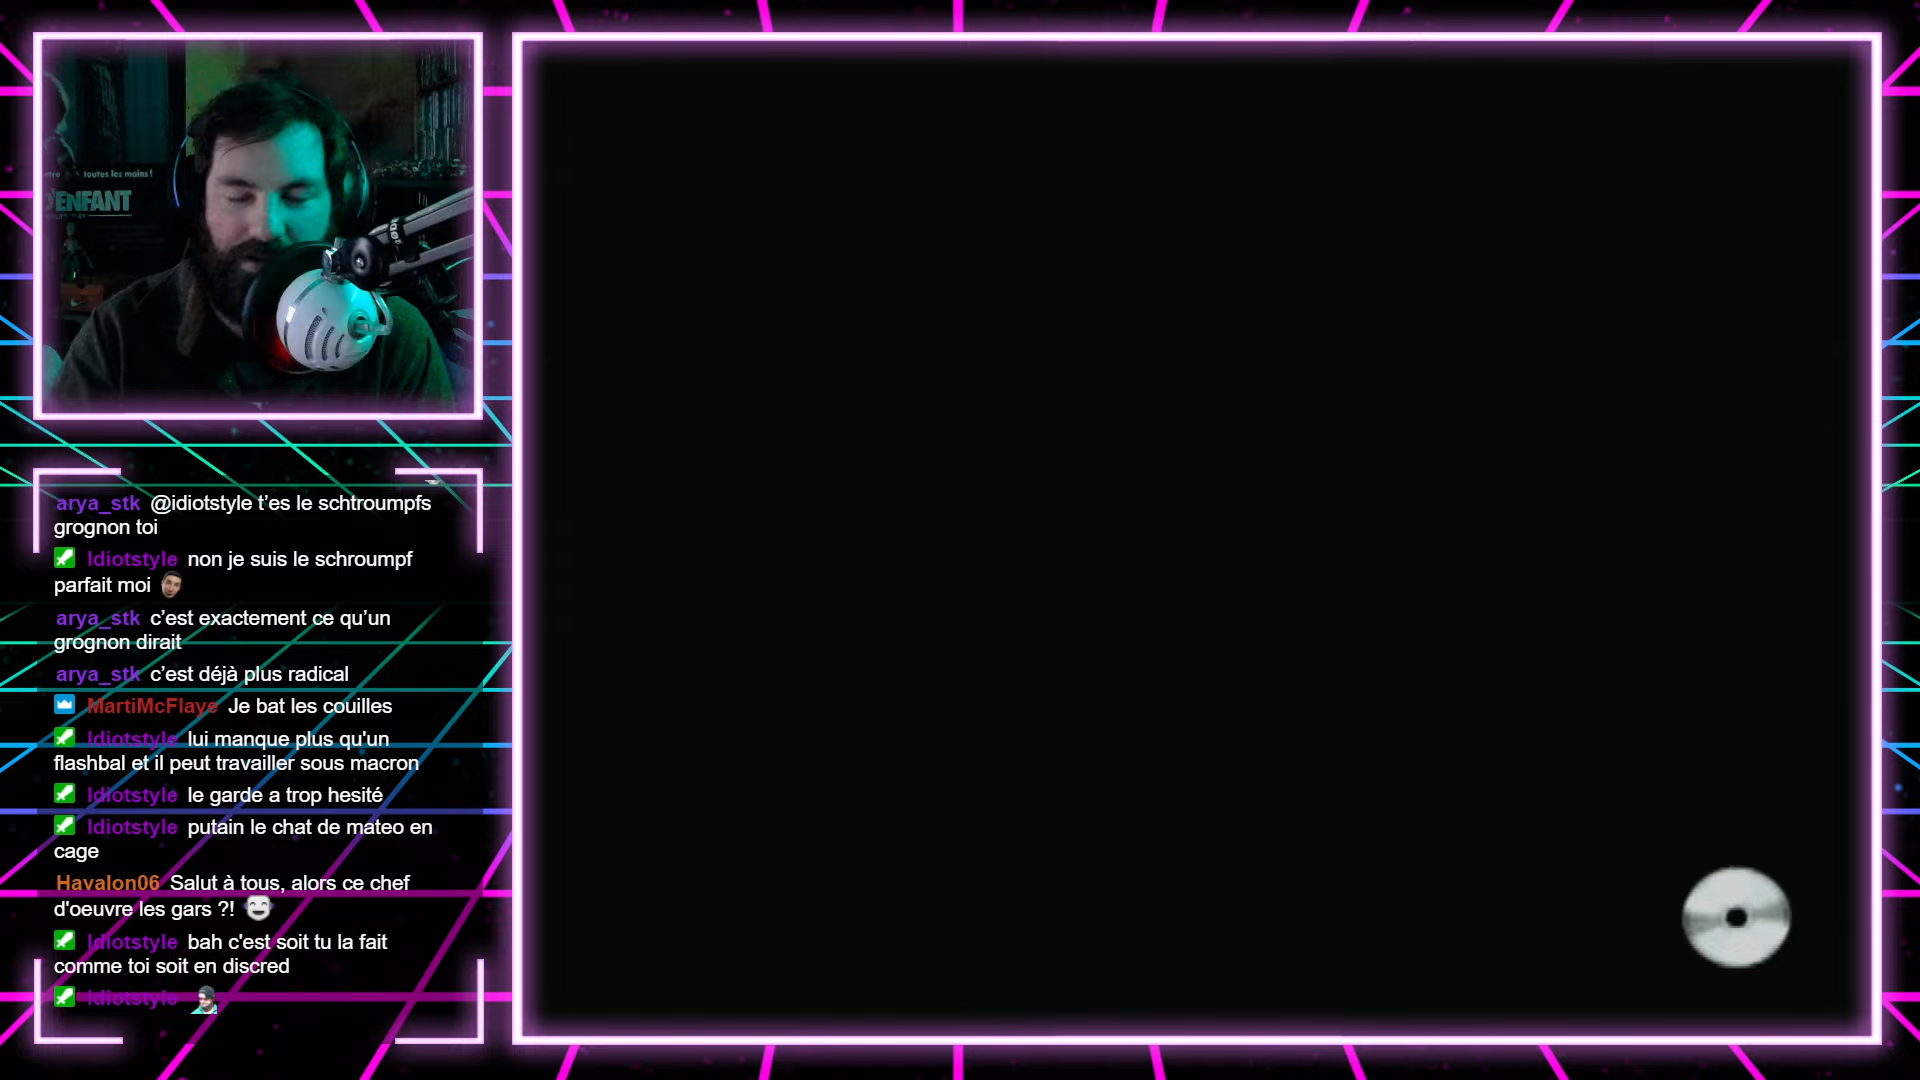 toutes les mains !
D'ENFANT
arya_stk @idiotstyle t’es le schtroumpfs
grognon toi
Idiotstyle non je suis le schroumpf
parfait moi
arya_stk c’est exactement ce qu’un
grognon dirait
arya_stk c’est déjà plus radical
MartiMcFlaye Je bat les couilles
Idiotstyle lui manque plus qu'un
flashbal et il peut travailler sous macron
Idiotstyle le garde a trop hesité
Idiotstyle putain le chat de mateo en
cage
Havalon06 Salut à tous, alors ce chef
d'oeuvre les gars ?!
Idiotstyle bah c'est soit tu la fait
comme toi soit en discred
Idiotstyle